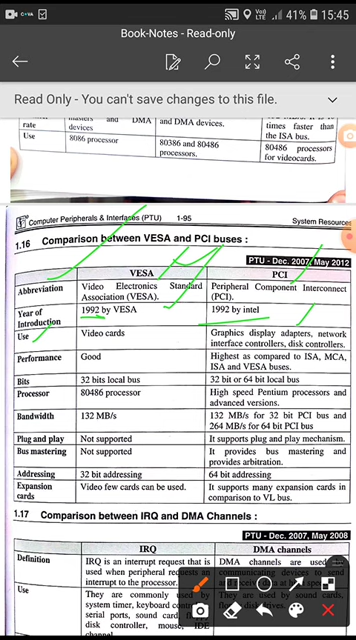 C●VA VoD LTE 41% 15:45
Book-Notes - Read-only
Read Only - You can't save changes to this file.
rate devices and DMA and DMA devices. times faster than
the ISA bus.
Use 8086 processor 80386 and 80486 80486 processors
processors. for videocards.
Computer Peripherals & Interfaces (PTU) 1-95 System Resources
1.16 Comparison between VESA and PCI buses :
PTU - Dec. 2007, May 2012
VESA PCI
Abbreviation Video Electronics Standard Peripheral Component Interconnect
Association (VESA). (PCI).
Year of 1992 by VESA 1992 by intel
Introduction
Use Video cards Graphics display adapters, network
interface controllers, disk controllers.
Performance Good Highest as compared to ISA, MCA,
ISA and VESA buses.
Bits 32 bits local bus 32 bit or 64 bit local bus
Processor 80486 processor High speed Pentium processors and
advanced versions.
Bandwidth 132 MB/s 132 MB/s for 32 bit PCI bus and
264 MB/s for 64 bit PCI bus
Plug and play Not supported It supports plug and play mechanism.
Bus mastering Not supported It provides bus mastering and
provides arbitration.
Addressing 32 bit addressing 64 bit addressing
Expansion Video few cards can be used. It supports many expansion cards in
cards comparison to VL bus.
1.17 Comparison between IRQ and DMA Channels :
PTU - Dec. 2007, May 2008
IRQ DMA channels
Definition IRQ is an interrupt request that is DMA channels are used
used when peripheral requests an communicating devices to send
interrupt to the processor.
Use They are commonly used They are used by sound cards,
system timer, keyboard
serial ports, sound card
disk controller, mouse, IDE
channel